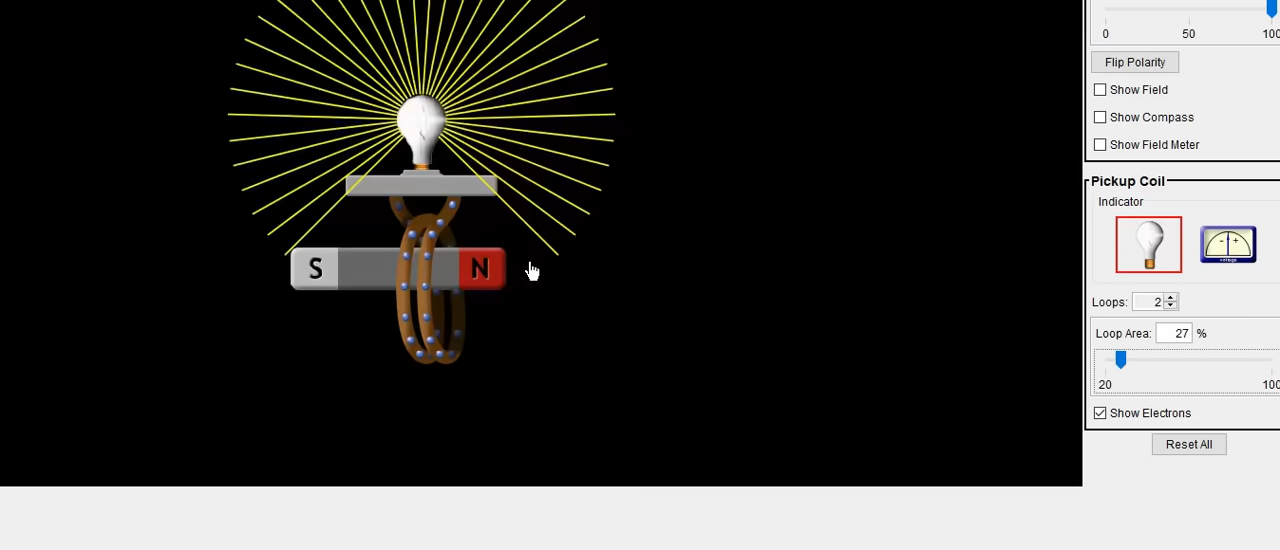 0 50 100
Flip Polarity
Show Field
Show Compass
Show Field Meter
Pickup Coil
Indicator
- +
voltage
Loops: 2
Loop Area: 27 %
20 100
Show Electrons
Reset All
S N